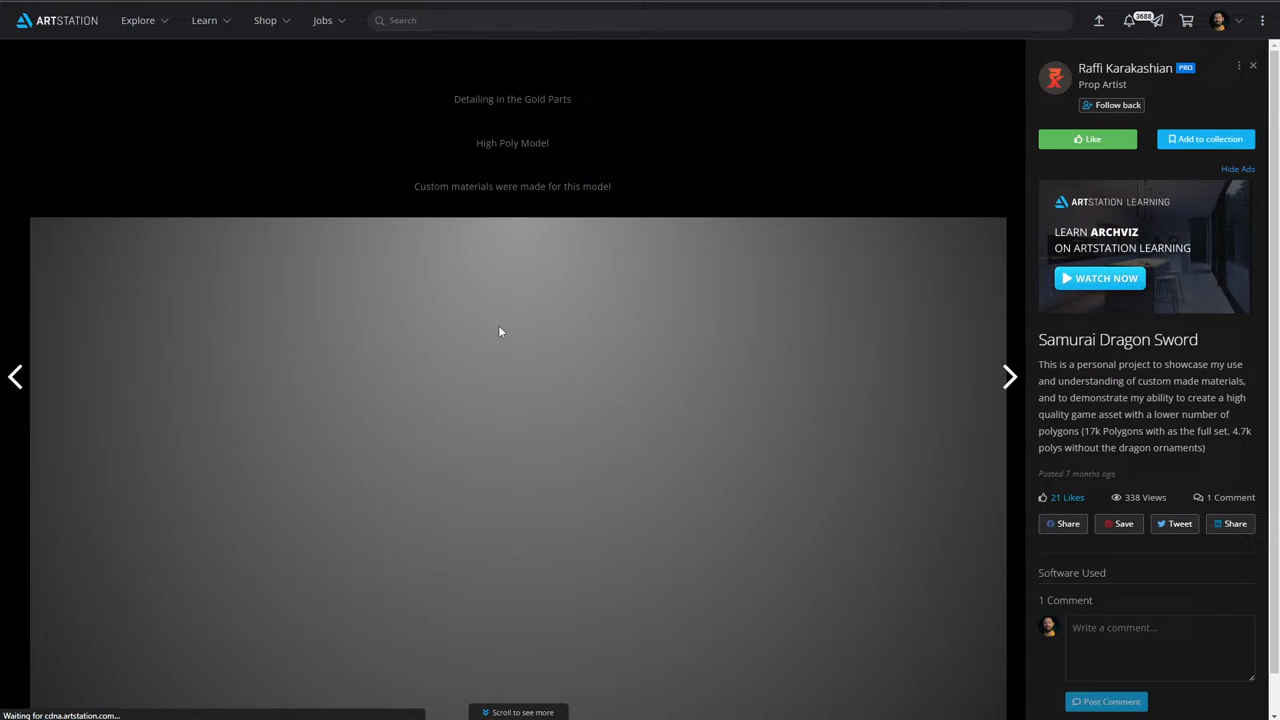 ARTSTATION Explore Learn Shop Jobs Search 3688
Detailing in the Gold Parts
High Poly Model
Custom materials were made for this model
Scroll to see more
Waiting for cdna.artstation.com...
Raffi Karakashian PRO
Prop Artist
Follow back
Like Add to collection
Hide Ads
ARTSTATION LEARNING
LEARN ARCHVIZ
ON ARTSTATION LEARNING
WATCH NOW
Samurai Dragon Sword
This is a personal project to showcase my use
and understanding of custom made materials,
and to demonstrate my ability to create a high
quality game asset with a lower number of
polygons (17k Polygons with as the full set, 4.7k
polys without the dragon ornaments)
Posted 7 months ago
21 Likes 338 Views 1 Comment
Share Save Tweet Share
Software Used
1 Comment
Write a comment...
Post Comment